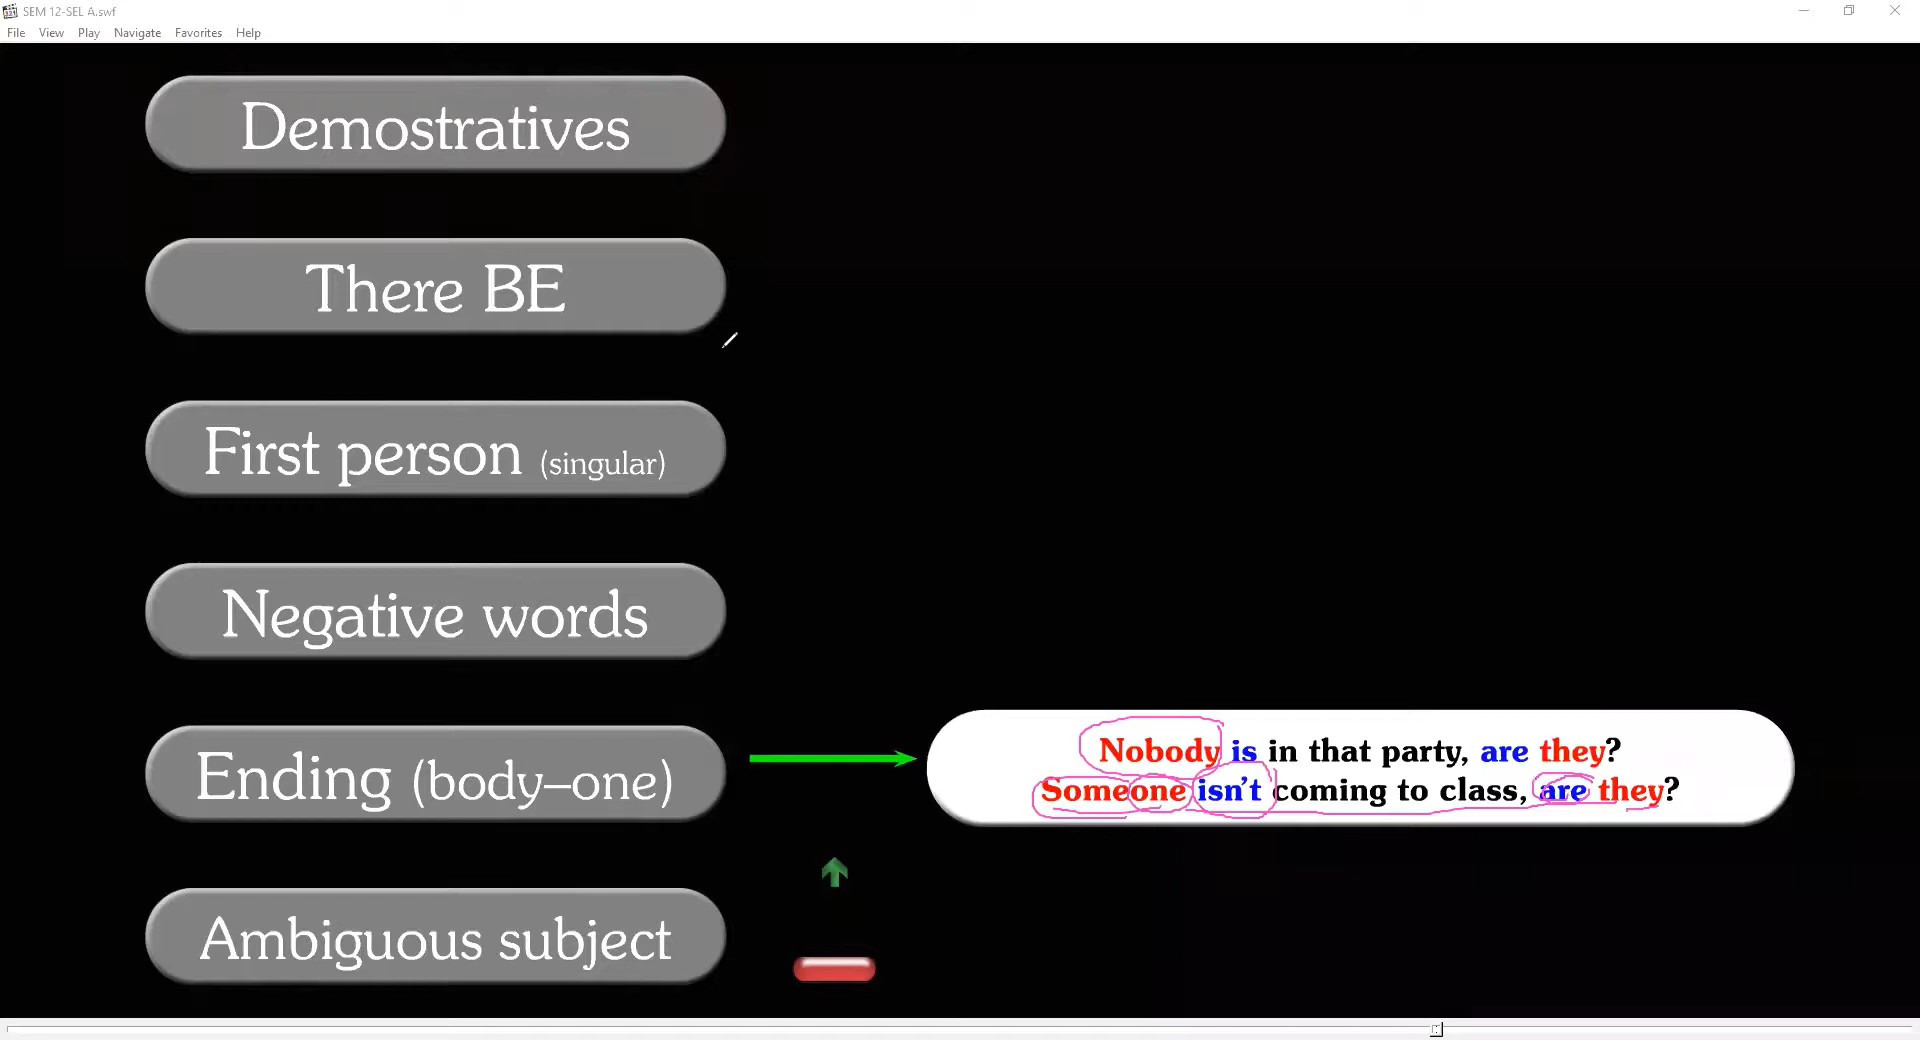 SEM 12-SEL A.swf
File View Play Navigate Favorites Help
Demostratives
There BE
First person (singular)
Negative words
Ending (body–one)
Nobody is in that party, are they?
Someone isn't coming to class, are they?
Ambiguous subject